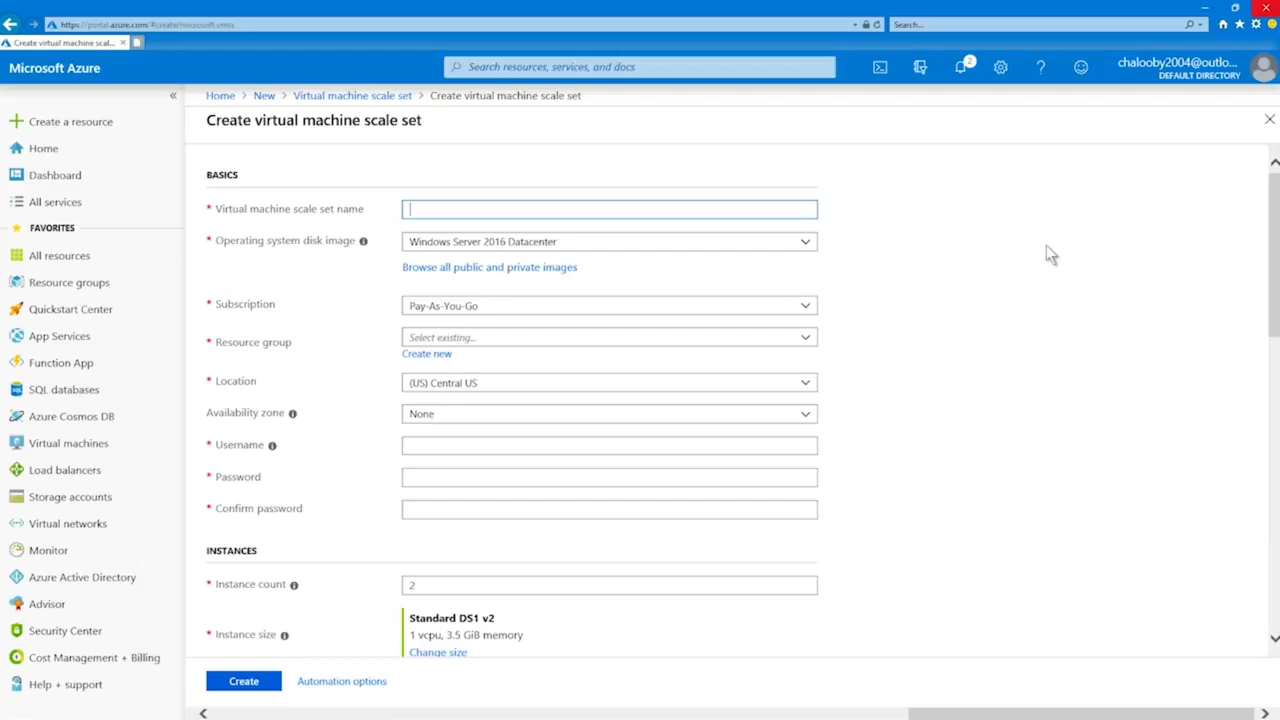 https://portal.azure.com/#create/microsoft.vmss
Search...
Create virtual machine scal...
Microsoft Azure
Search resources, services, and docs
2
chalooby2004@outlo...
DEFAULT DIRECTORY
Create a resource
Home
Dashboard
All services
FAVORITES
All resources
Resource groups
Quickstart Center
App Services
Function App
SQL databases
Azure Cosmos DB
Virtual machines
Load balancers
Storage accounts
Virtual networks
Monitor
Azure Active Directory
Advisor
Security Center
Cost Management + Billing
Help + support
Home > New > Virtual machine scale set > Create virtual machine scale set
Create virtual machine scale set
BASICS
* Virtual machine scale set name
* Operating system disk image Windows Server 2016 Datacenter
Browse all public and private images
* Subscription Pay-As-You-Go
* Resource group Select existing...
Create new
* Location (US) Central US
Availability zone None
* Username
* Password
* Confirm password
INSTANCES
* Instance count 2
* Instance size Standard DS1 v2
1 vcpu, 3.5 GiB memory
Change size
Create Automation options